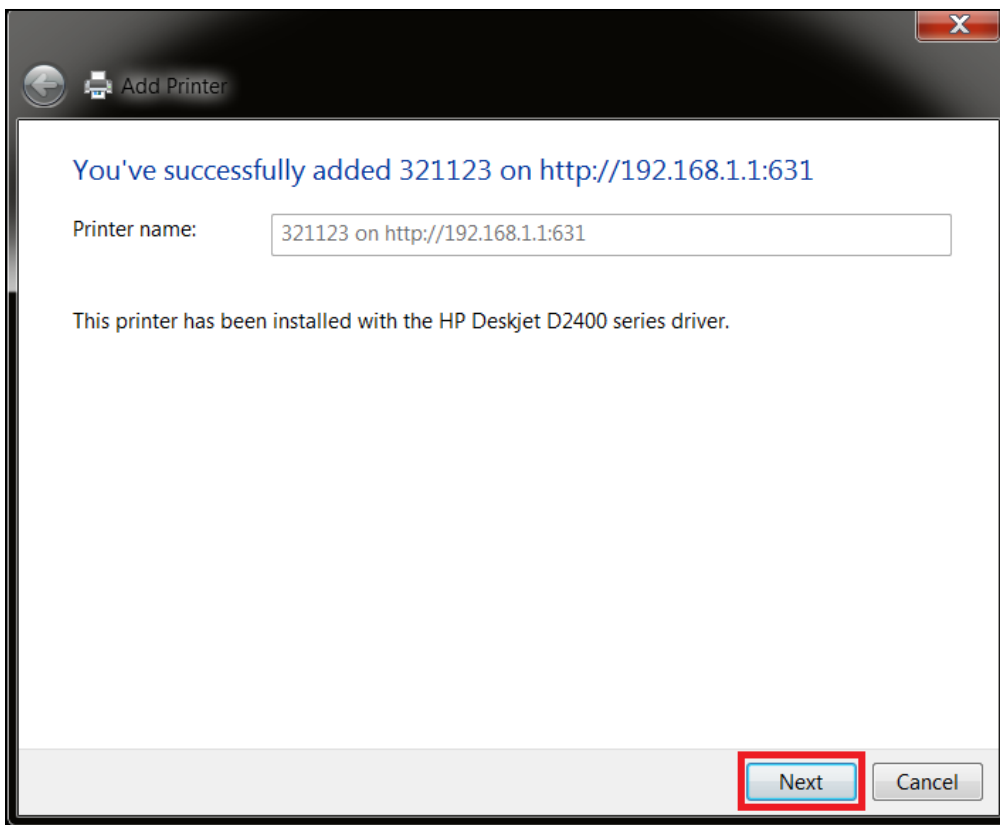 Add Printer
You've successfully added 321123 on http://192.168.1.1:631
Printer name:
321123 on http://192.168.1.1:631
This printer has been installed with the HP Deskjet D2400 series driver.
Next
Cancel